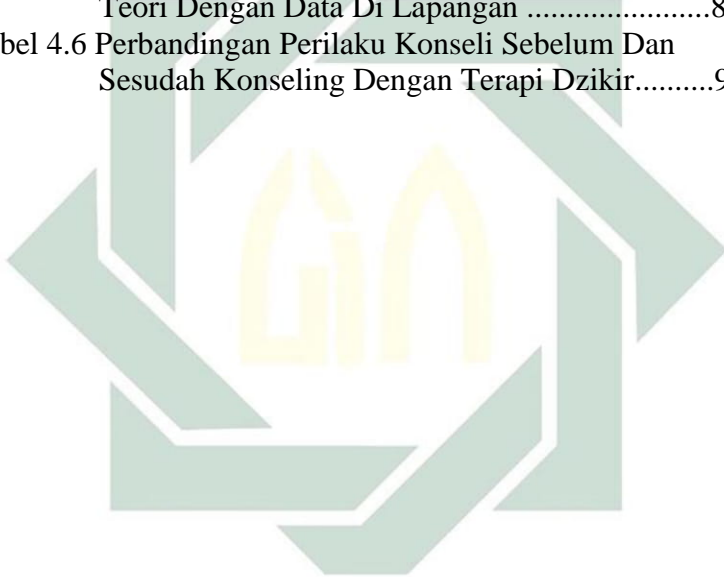 Teori Dengan Data Di Lapangan .......................8
bel 4.6 Perbandingan Perilaku Konseli Sebelum Dan
Sesudah Konseling Dengan Terapi Dzikir..........9